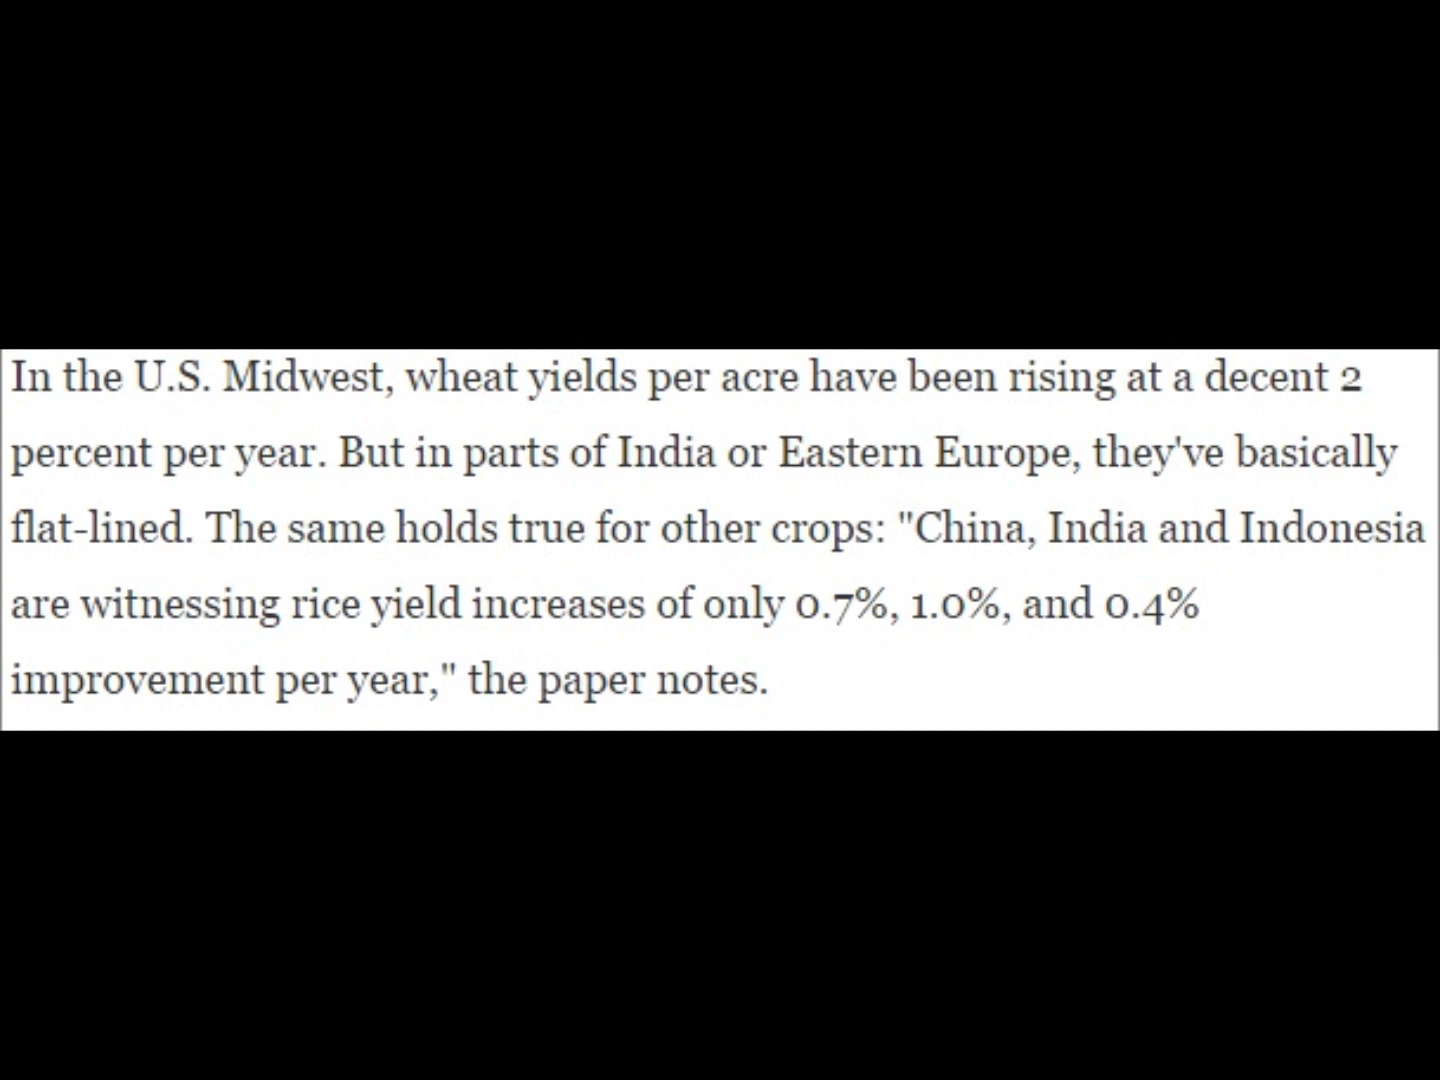 In the U.S. Midwest, wheat yields per acre have been rising at a decent 2
percent per year. But in parts of India or Eastern Europe, they've basically
flat-lined. The same holds true for other crops: "China, India and Indonesia
are witnessing rice yield increases of only 0.7%, 1.0%, and 0.4%
improvement per year," the paper notes.